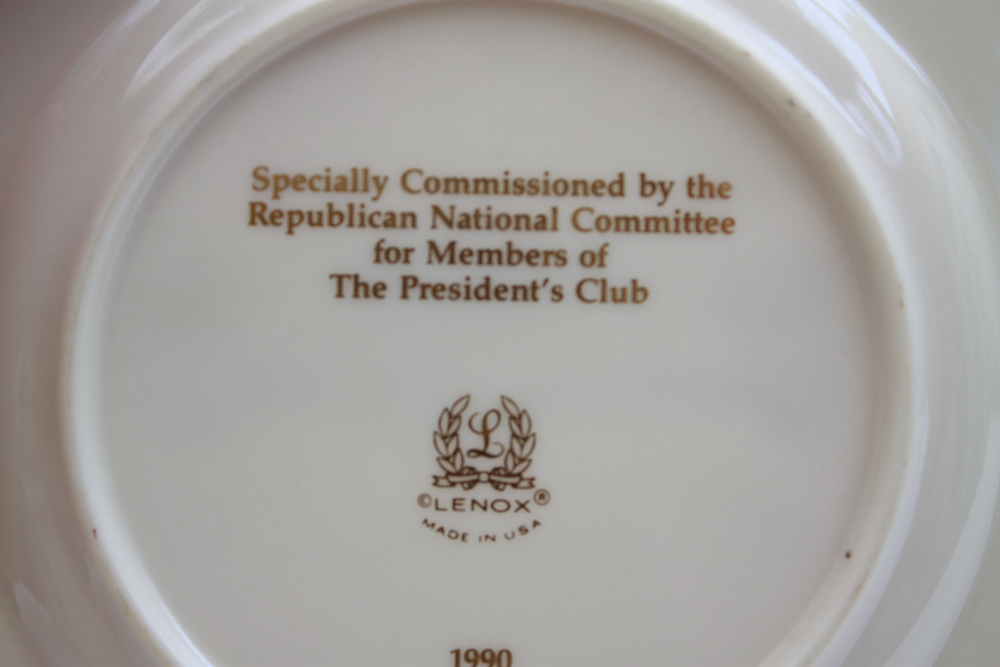 Specially Commissioned by the
Republican National Committee
for Members of
The President's Club
L
©LENOX®
MADE IN USA
1990